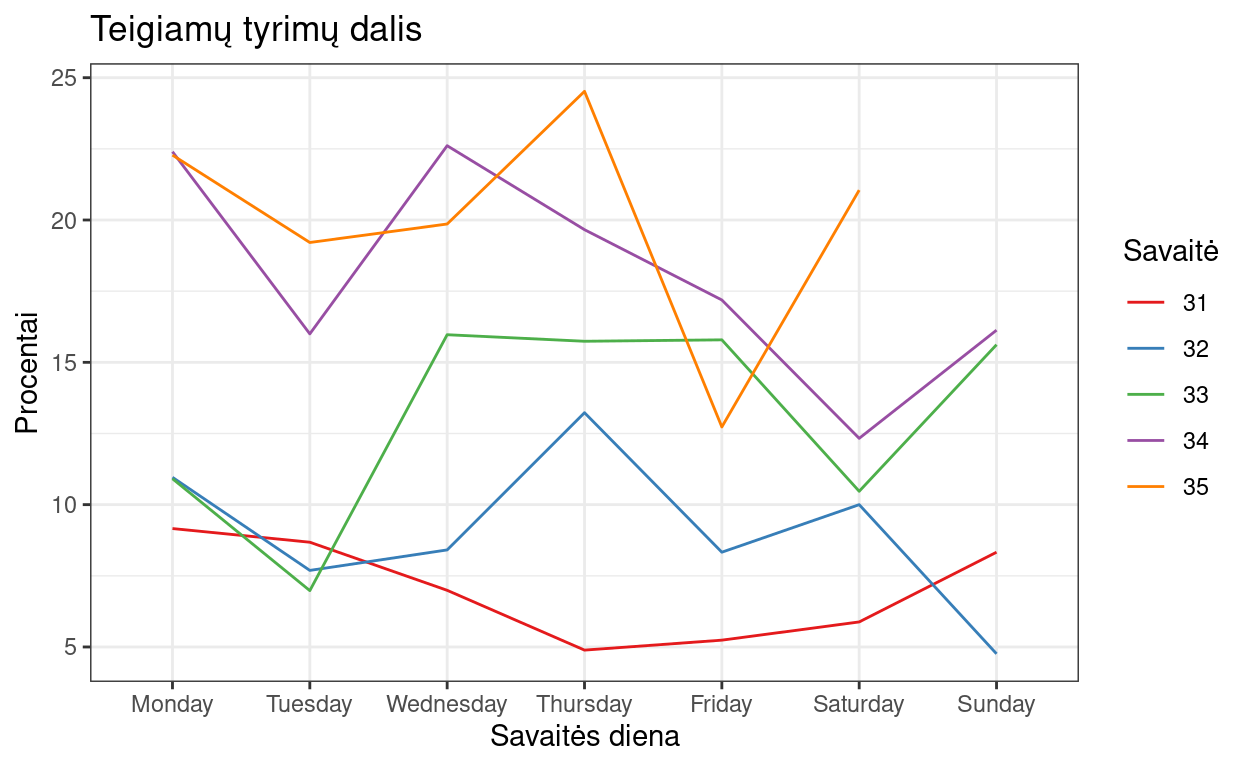 Teigiamų tyrimų dalis
25
20
15
10
5
Procentai
Monday Tuesday Wednesday Thursday Friday Saturday Sunday
Savaitės diena
Savaitė
31
32
33
34
35